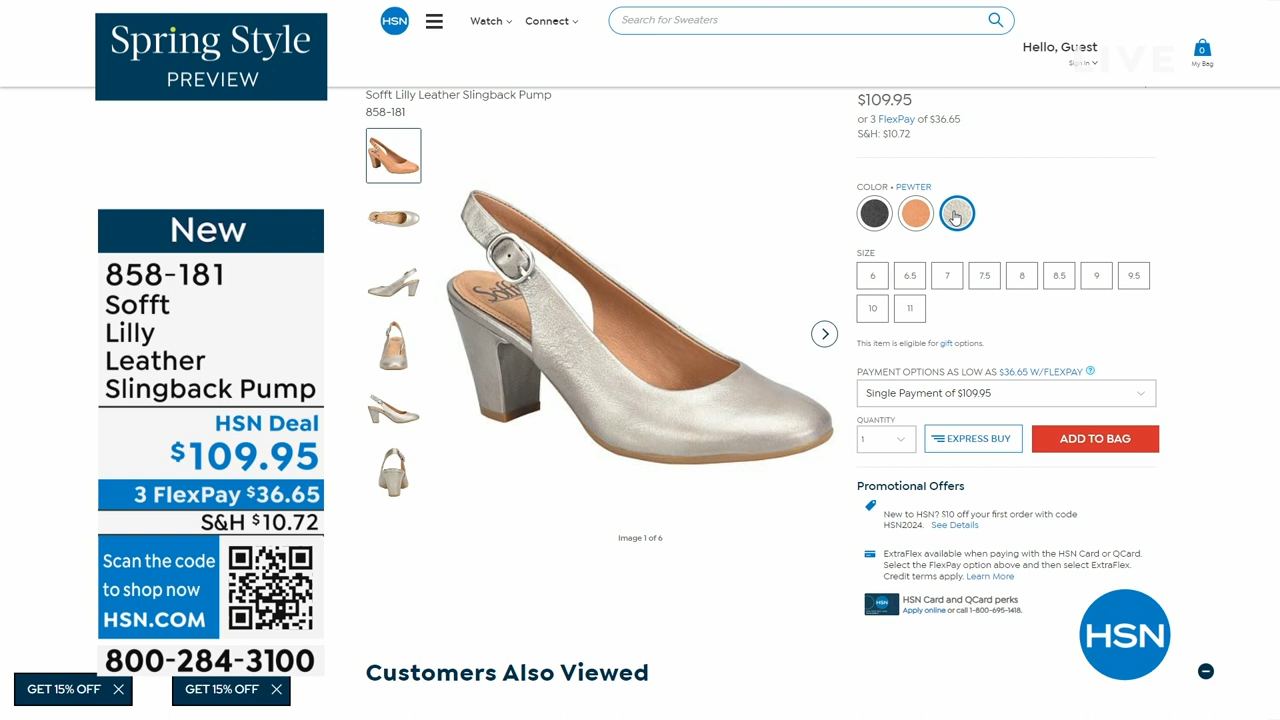 Spring Style
PREVIEW
HSN
Watch
Connect
Search for Sweaters
Hello, Guest
Sign In
LIVE
0
My Bag
Sofft Lilly Leather Slingback Pump
858-181
$109.95
or 3 FlexPay of $36.65
S&H: $10.72
COLOR • PEWTER
SIZE
6
6.5
7
7.5
8
8.5
9
9.5
10
11
This item is eligible for gift options.
PAYMENT OPTIONS AS LOW AS $36.65 W/FLEXPAY ?
Single Payment of $109.95
QUANTITY
1
EXPRESS BUY
ADD TO BAG
Promotional Offers
New to HSN? $10 off your first order with code
HSN2024. See Details
ExtraFlex available when paying with the HSN Card or QCard.
Select the FlexPay option above and then select ExtraFlex.
Credit terms apply. Learn More
HSN
HSN Card and QCard perks
Apply online or call 1-800-695-1418.
Sofft
Image 1 of 6
New
858-181
Sofft
Lilly
Leather
Slingback Pump
HSN Deal
$109.95
3 FlexPay $36.65
S&H $10.72
Scan the code
to shop now
HSN.COM
800-284-3100
GET 15% OFF
GET 15% OFF
Customers Also Viewed
HSN